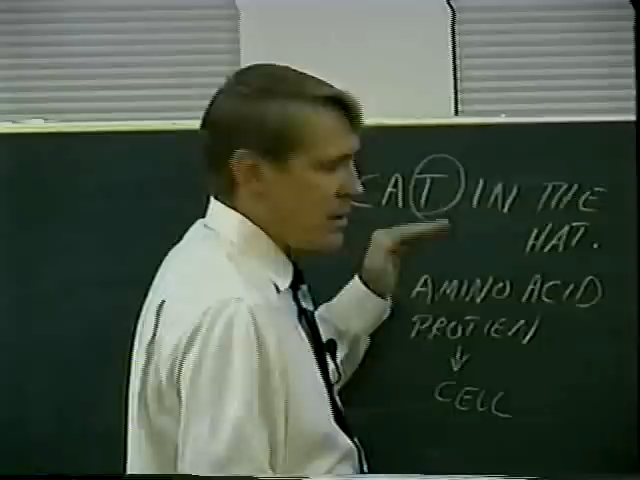 CAT IN THE
HAT.
AMINO ACID
PROTIEN
↓
CELL